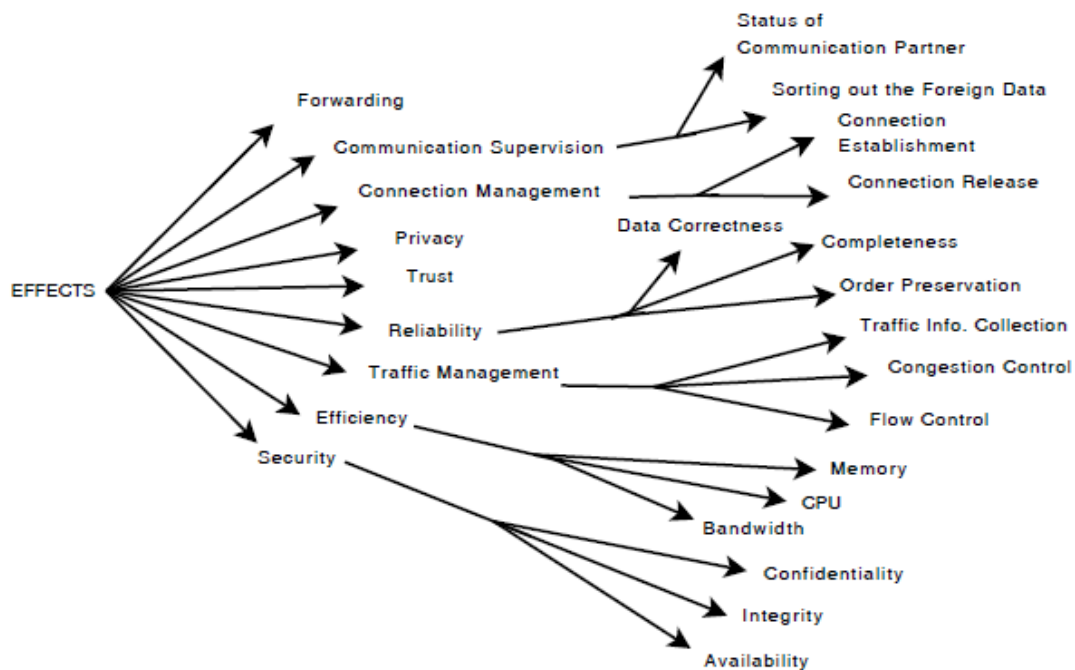 Status of
Communication Partner
Forwarding
Sorting out the Foreign Data
Communication Supervision
Connection
Establishment
Connection Management
Connection Release
Data Correctness
Privacy
Completeness
Trust
EFFECTS
Order Preservation
Reliability
Traffic Info. Collection
Traffic Management
Congestion Control
Efficiency
Flow Control
Security
Memory
CPU
Bandwidth
Confidentiality
Integrity
Availability